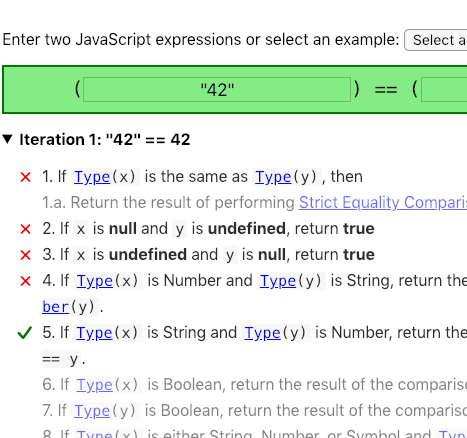 Enter two JavaScript expressions or select an example: Select a
( "42" ) == (
▼ Iteration 1: "42" == 42
✕ 1. If Type(x) is the same as Type(y), then
1.a. Return the result of performing Strict Equality Compari
✕ 2. If x is null and y is undefined, return true
✕ 3. If x is undefined and y is null, return true
✕ 4. If Type(x) is Number and Type(y) is String, return the
ber(y).
✓ 5. If Type(x) is String and Type(y) is Number, return the
== y.
6. If Type(x) is Boolean, return the result of the compariso
7. If Type(y) is Boolean, return the result of the compariso
8. If Type(x) is either String, Number, or Symbol and Type